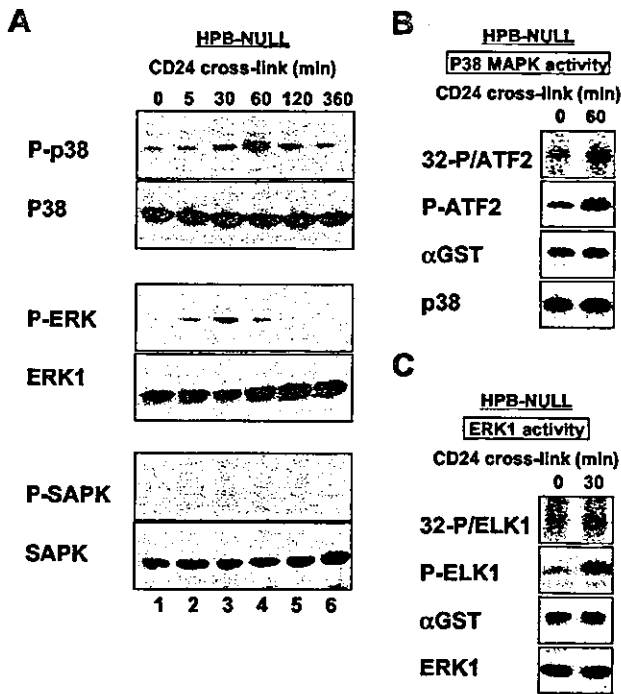 A
HPB-NULL
CD24 cross-link (min)
0 5 30 60 120 360
P-p38
P38
P-ERK
ERK1
P-SAPK
SAPK
1 2 3 4 5 6
B
HPB-NULL
P38 MAPK activity
CD24 cross-link (min)
0 60
32-P/ATF2
P-ATF2
αGST
p38
C
HPB-NULL
ERK1 activity
CD24 cross-link (min)
0 30
32-P/ELK1
P-ELK1
αGST
ERK1